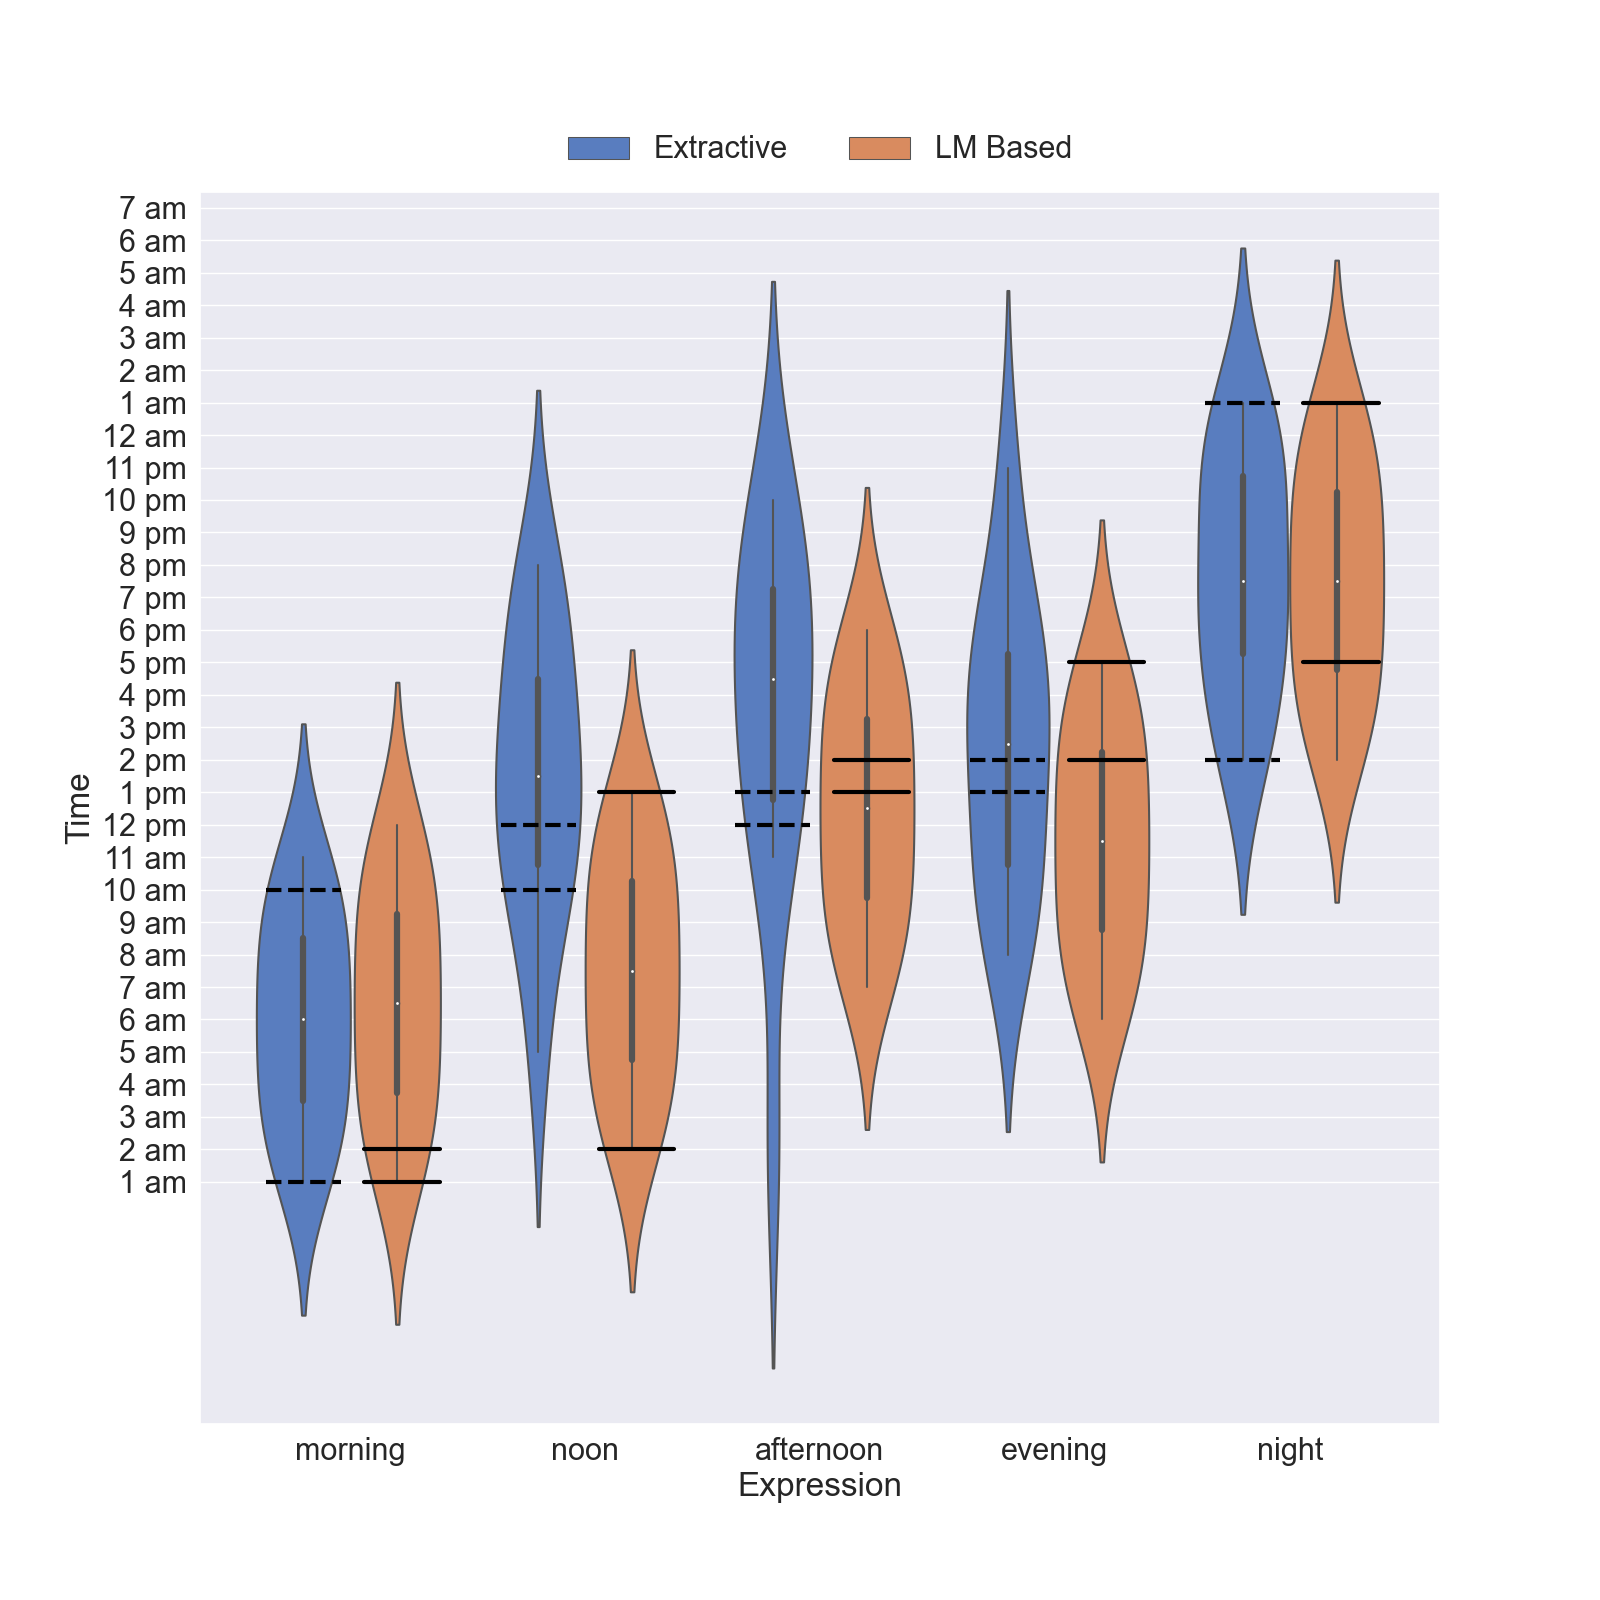 Extractive LM Based
7 am
6 am
5 am
4 am
3 am
2 am
1 am
12 am
11 pm
10 pm
9 pm
8 pm
7 pm
6 pm
5 pm
4 pm
3 pm
2 pm
1 pm
12 pm
11 am
10 am
9 am
8 am
7 am
6 am
5 am
4 am
3 am
2 am
1 am
Time
morning noon afternoon evening night
Expression